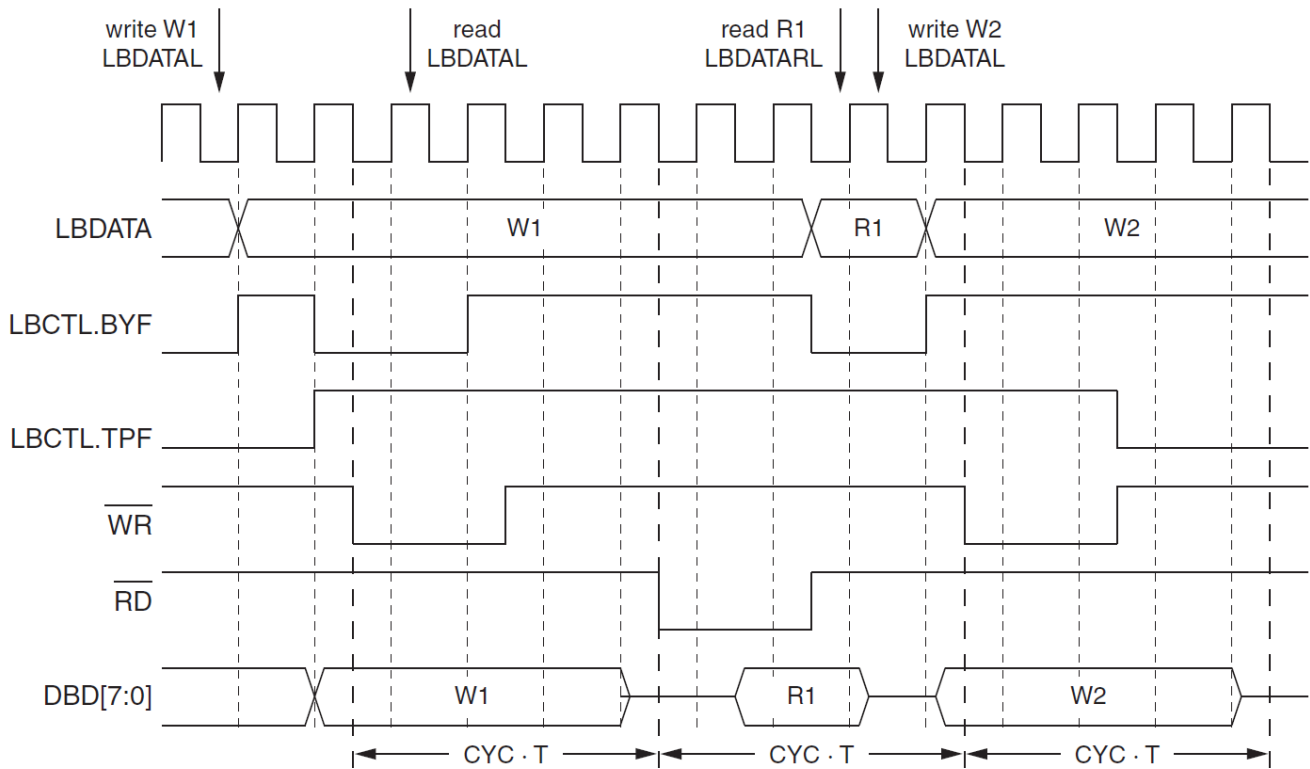 write W1
LBDATAL
read
LBDATAL
read R1
LBDATARL
write W2
LBDATAL
LBDATA
W1
R1
W2
LBCTL.BYF
LBCTL.TPF
WR
RD
DBD[7:0]
W1
R1
W2
CYC · T
CYC · T
CYC · T